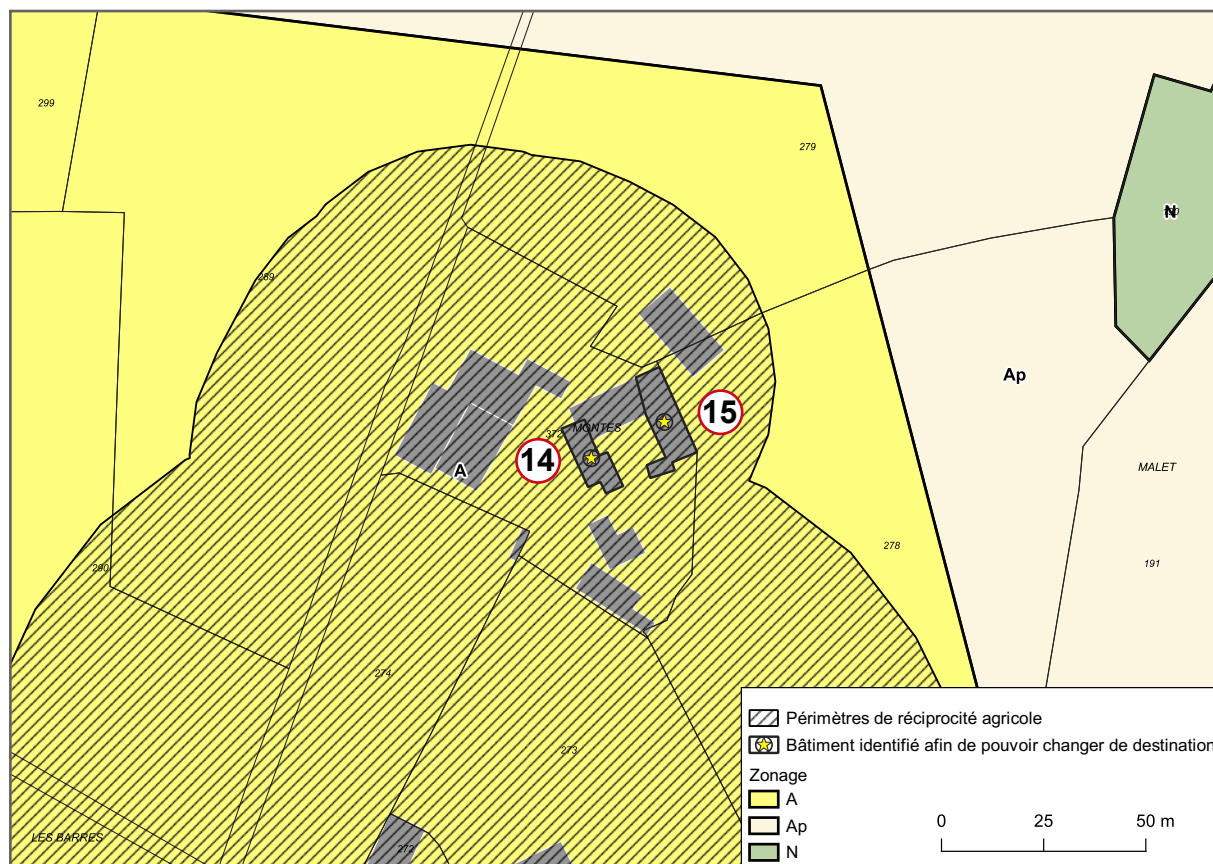 299
279
N
289
Ap
15
372
MONTES
14
A
MALET
278
191
290
274
273
LES BARRES
272
Périmètres de réciprocité agricole
Bâtiment identifié afin de pouvoir changer de destination
Zonage
A
Ap
N
0 25 50 m